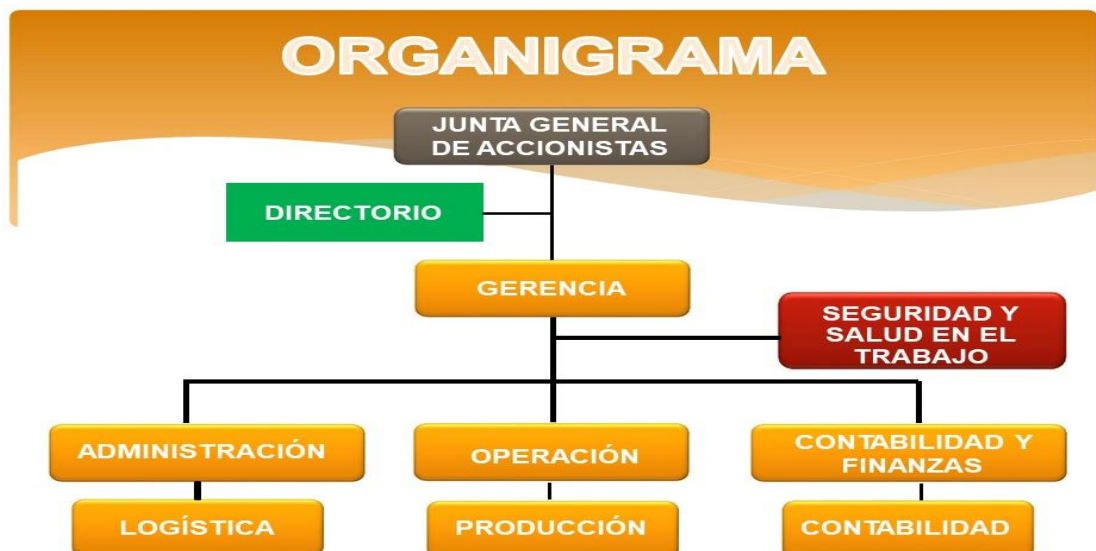 ORGANIGRAMA
JUNTA GENERAL
DE ACCIONISTAS
DIRECTORIO
GERENCIA
SEGURIDAD Y
SALUD EN EL
TRABAJO
ADMINISTRACIÓN
OPERACIÓN
CONTABILIDAD Y
FINANZAS
LOGÍSTICA
PRODUCCIÓN
CONTABILIDAD